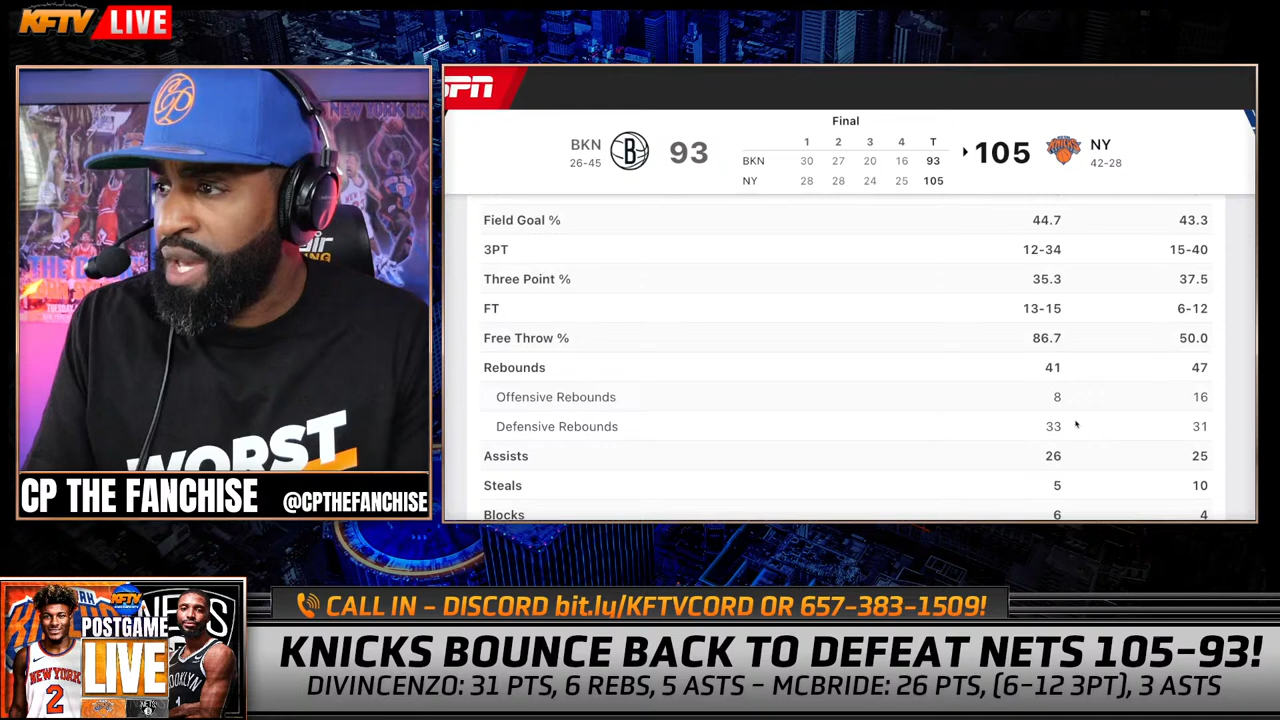 KFTV LIVE
NEW YORK
WORST
CP THE FANCHISE @CPTHEFANCHISE
Final
BKN
26-45
93
1 2 3 4 T
BKN 30 27 20 16 93
NY 28 28 24 25 105
105
NY
42-28
Field Goal % 44.7 43.3
3PT 12-34 15-40
Three Point % 35.3 37.5
FT 13-15 6-12
Free Throw % 86.7 50.0
Rebounds 41 47
Offensive Rebounds 8 16
Defensive Rebounds 33 31
Assists 26 25
Steals 5 10
Blocks 6 4
KFTV
POSTGAME
LIVE
NEW YORK
2
CALL IN – DISCORD bit.ly/KFTVCORD OR 657-383-1509!
KNICKS BOUNCE BACK TO DEFEAT NETS 105-93!
DIVINCENZO: 31 PTS, 6 REBS, 5 ASTS – MCBRIDE: 26 PTS, (6-12 3PT), 3 ASTS